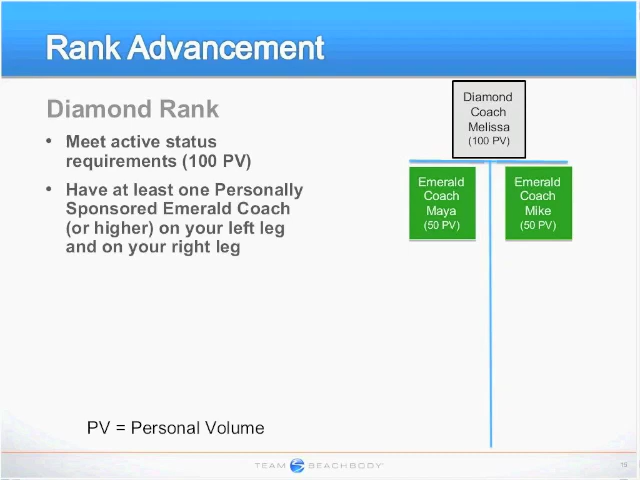 Rank Advancement
Diamond Rank
• Meet active status
requirements (100 PV)
• Have at least one Personally
Sponsored Emerald Coach
(or higher) on your left leg
and on your right leg
Diamond
Coach
Melissa
(100 PV)
Emerald
Coach
Maya
(50 PV)
Emerald
Coach
Mike
(50 PV)
PV = Personal Volume
TEAM BEACHBODY